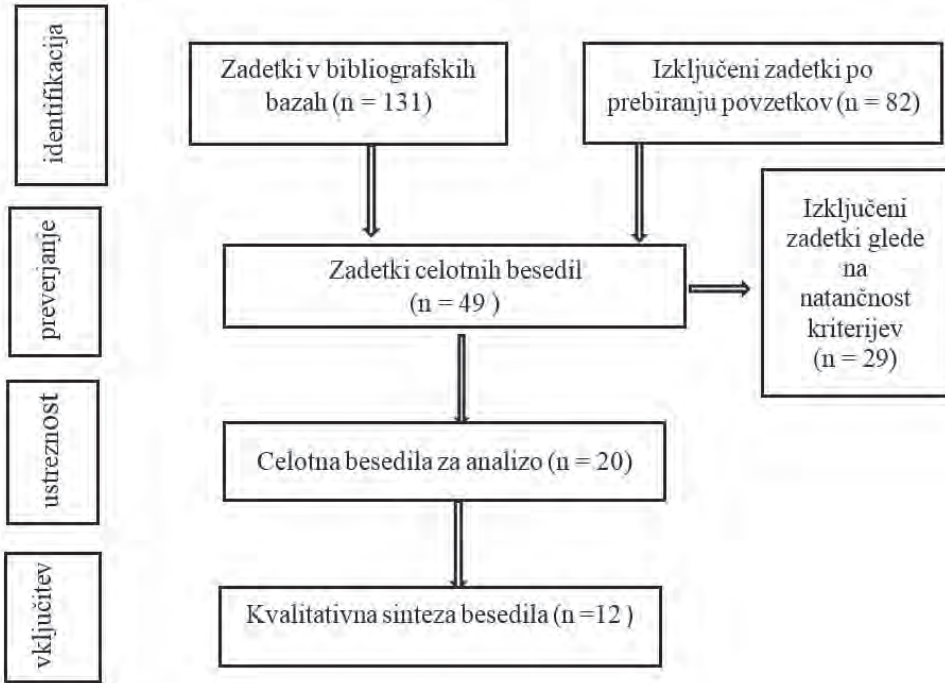 identifikacija
Zadetki v bibliografskih
bazah (n = 131)
Izključeni zadetki po
prebiranju povzetkov (n = 82)
preverjanje
Zadetki celotnih besedil
(n = 49 )
Izključeni
zadetki glede
na
natančnost
kriterijev
(n = 29)
ustreznost
Celotna besedila za analizo (n = 20)
vključitev
Kvalitativna sinteza besedila (n =12 )